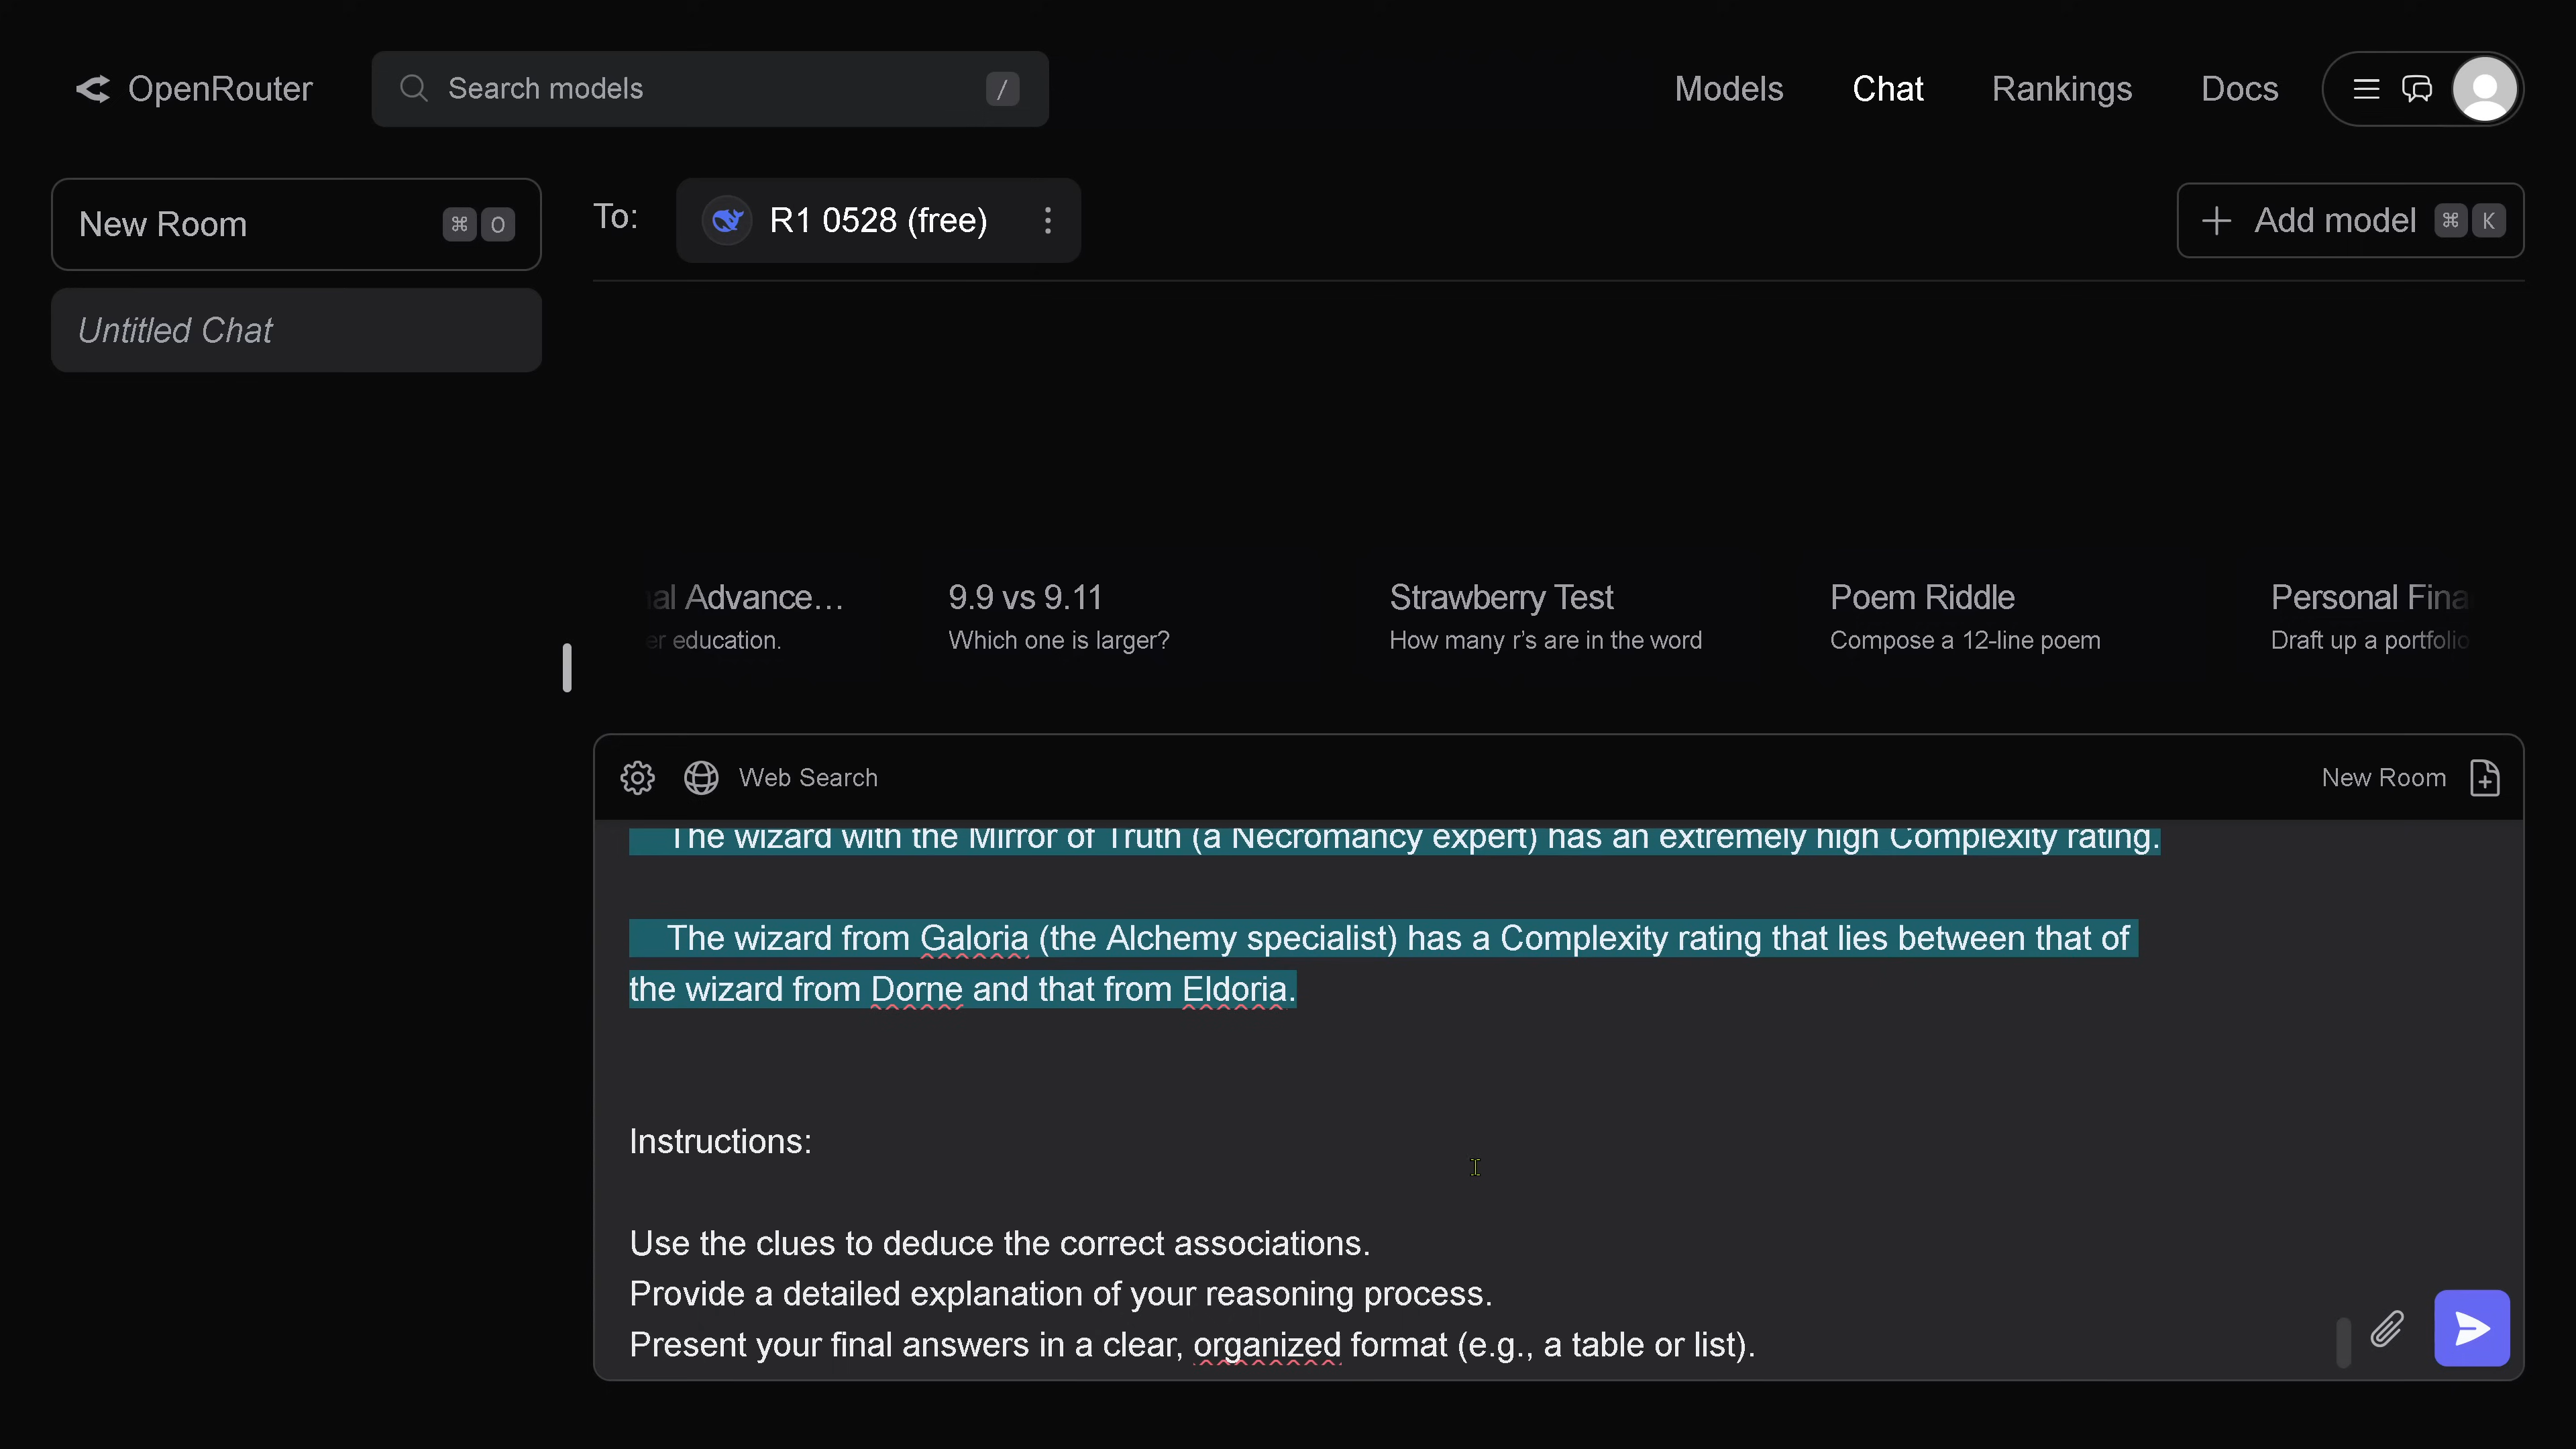 OpenRouter
Search models
/
Models
Chat
Rankings
Docs
New Room
⌘
O
To:
R1 0528 (free)
Add model
⌘
K
Untitled Chat
Advance…
9.9 vs 9.11
Strawberry Test
Poem Riddle
Personal
education.
Which one is larger?
How many r's are in the word
Compose a 12-line poem
Draft up a portfolio
Web Search
New Room
The wizard with the Mirror of Truth (a Necromancy expert) has an extremely high Complexity rating.
The wizard from Galoria (the Alchemy specialist) has a Complexity rating that lies between that of
the wizard from Dorne and that from Eldoria.
Instructions:
Use the clues to deduce the correct associations.
Provide a detailed explanation of your reasoning process.
Present your final answers in a clear, organized format (e.g., a table or list).